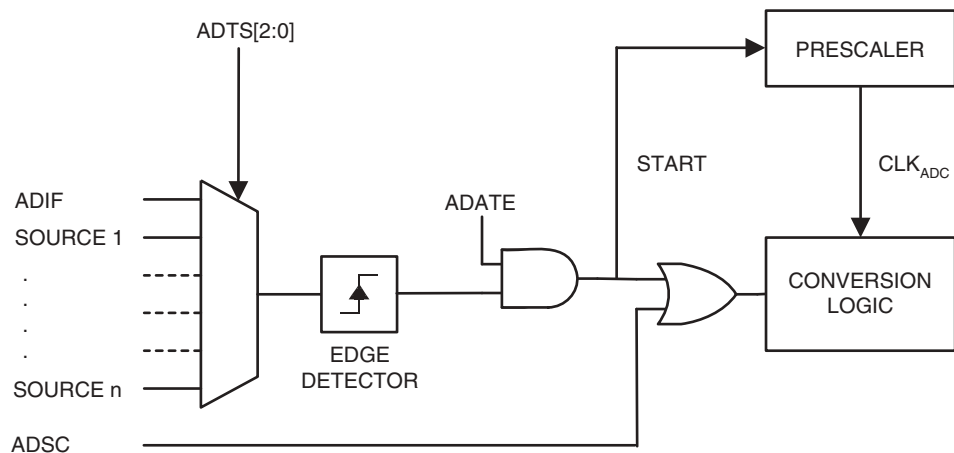 ADTS[2:0]
PRESCALER
START
CLKADC
ADIF
ADATE
SOURCE 1
.
.
.
.
CONVERSION
LOGIC
EDGE
DETECTOR
SOURCE n
ADSC